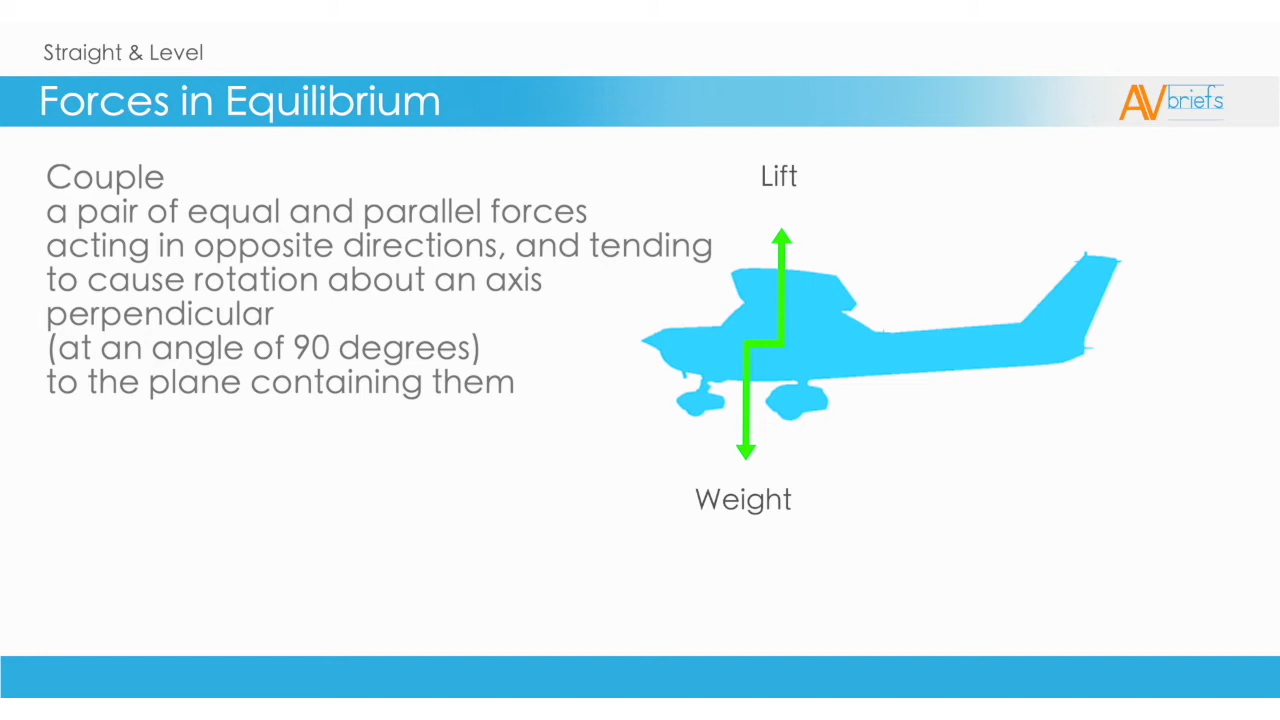 Straight & Level
Forces in Equilibrium
AVbriefs
Couple
a pair of equal and parallel forces
acting in opposite directions, and tending
to cause rotation about an axis
perpendicular
(at an angle of 90 degrees)
to the plane containing them
Lift
Weight